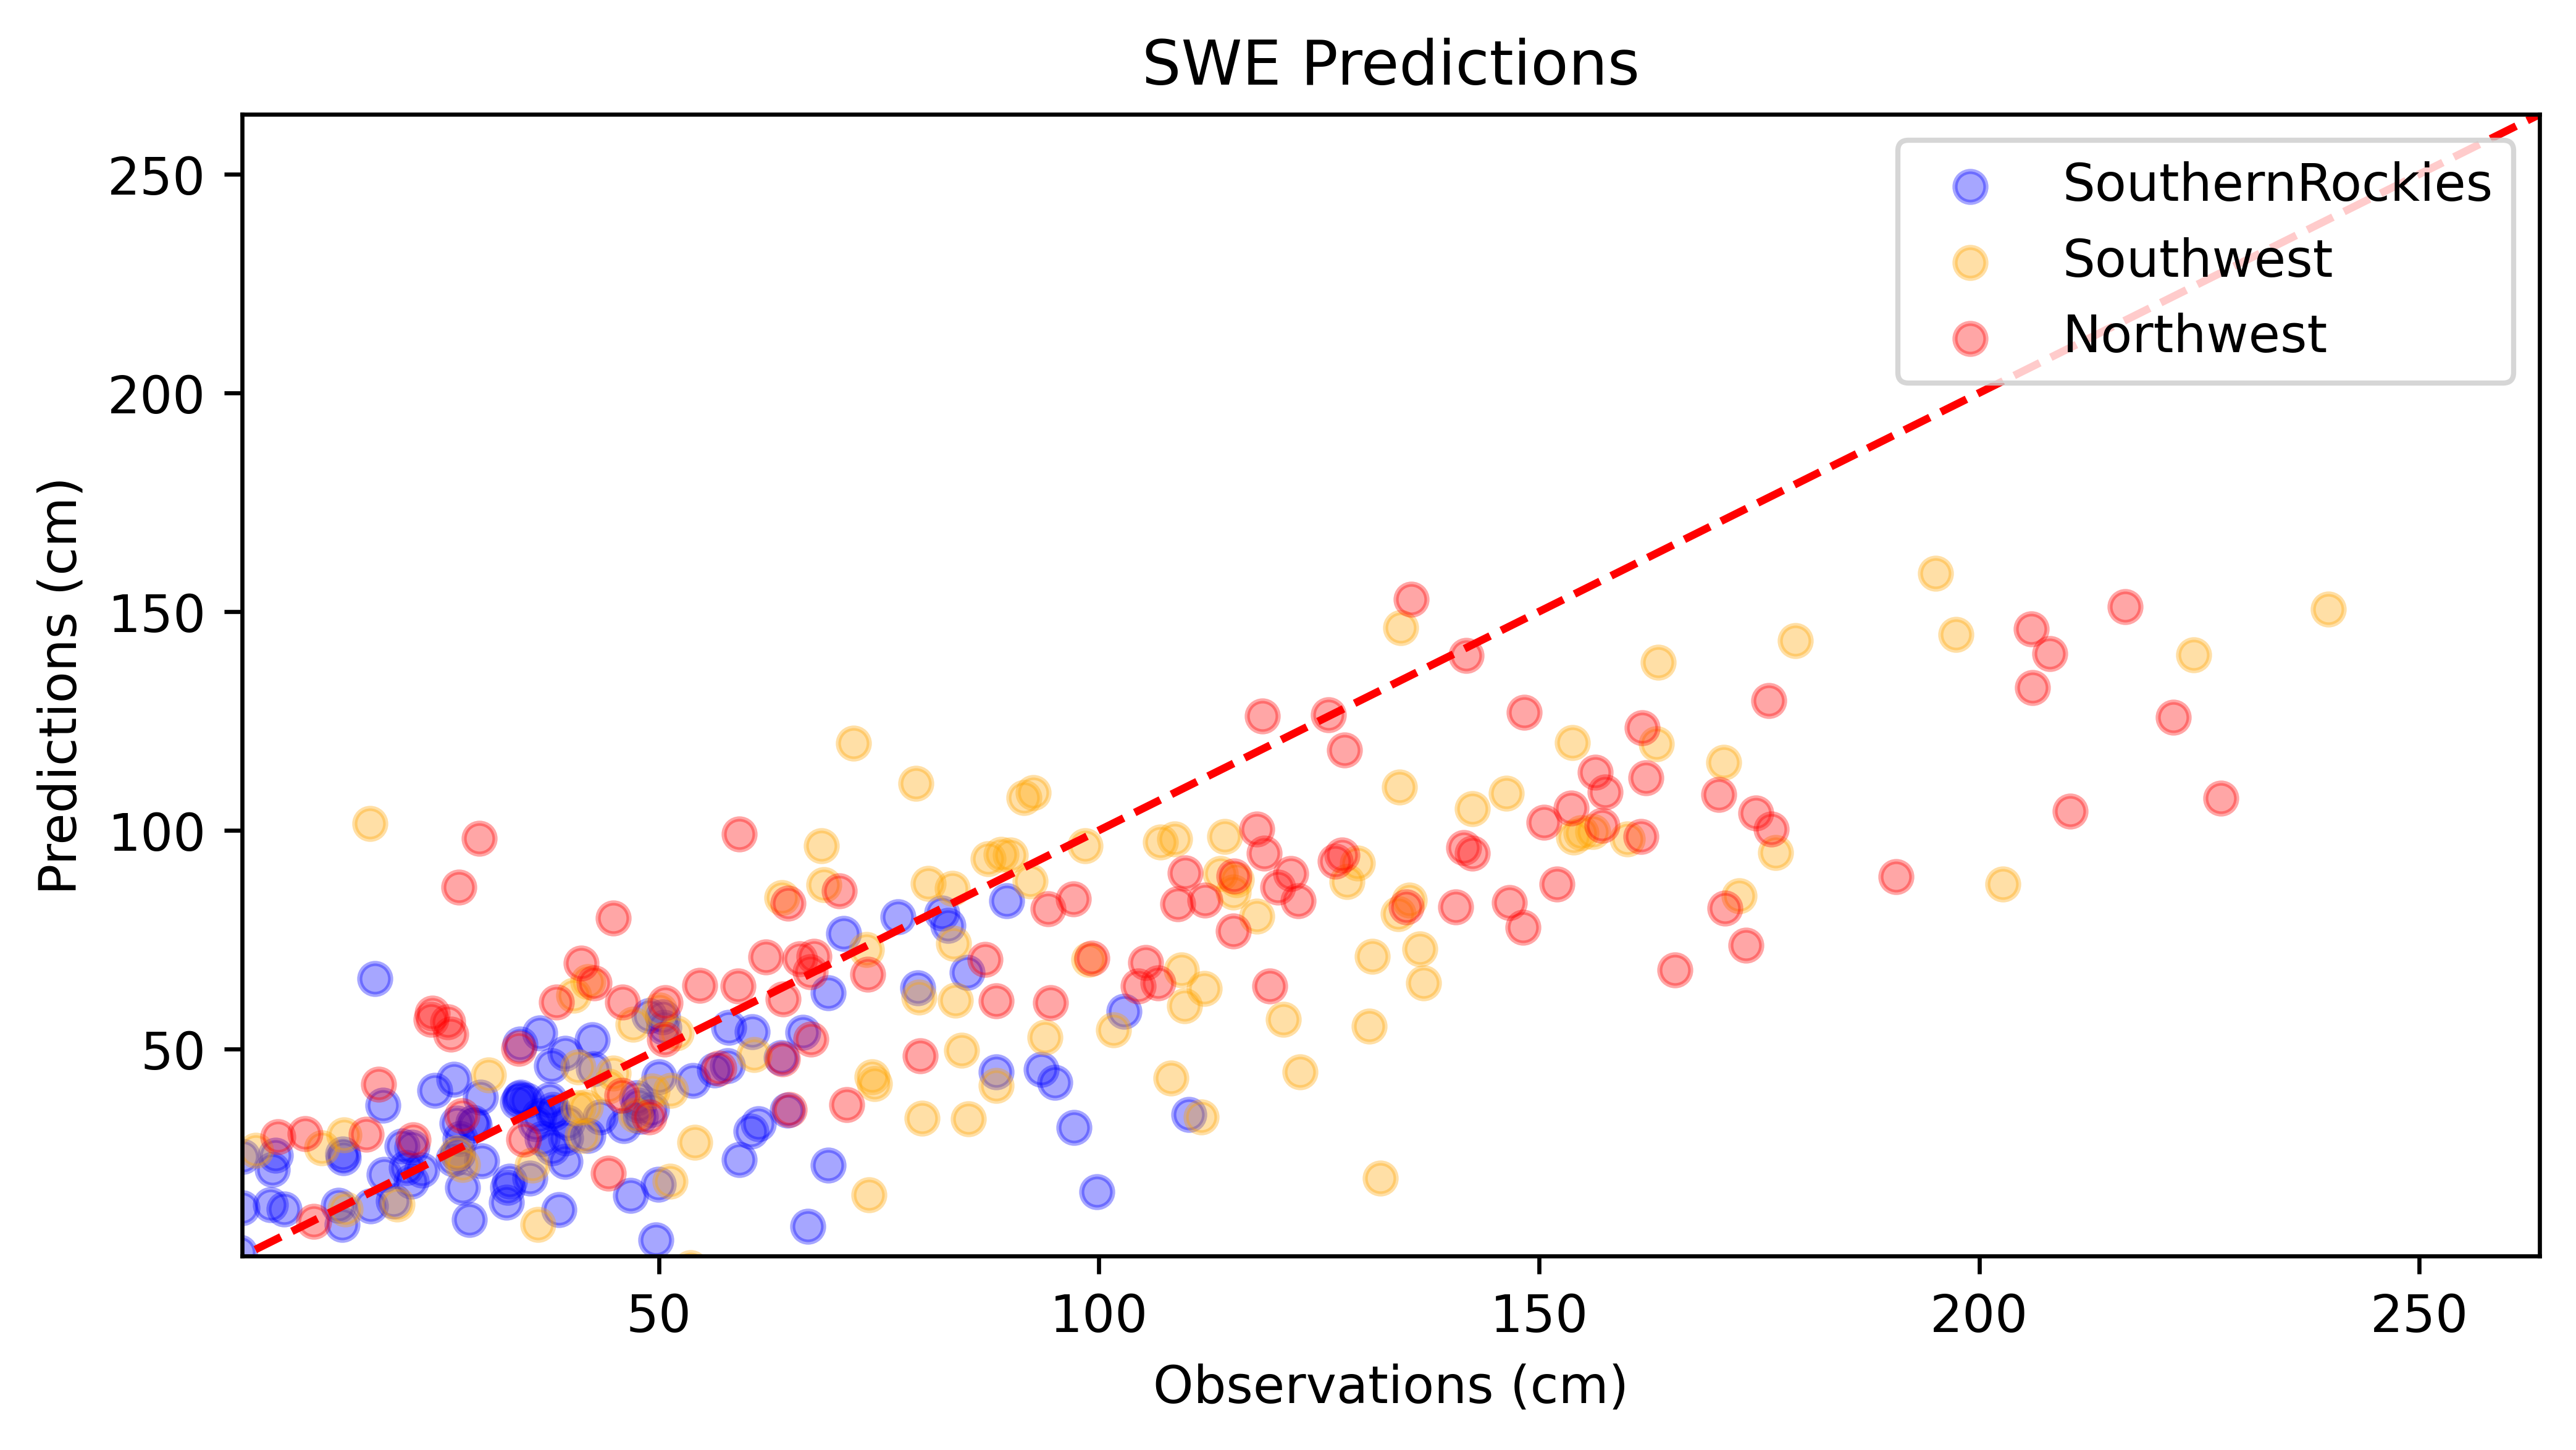 SWE Predictions
250
200
150
100
50
Predictions (cm)
SouthernRockies
Southwest
Northwest
50 100 150 200 250
Observations (cm)